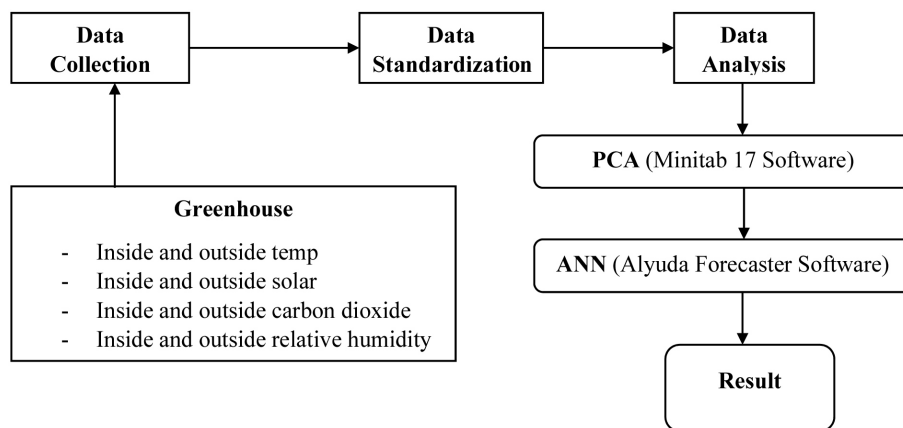 Data
Collection
Data
Standardization
Data
Analysis
PCA (Minitab 17 Software)
Greenhouse
- Inside and outside temp
- Inside and outside solar
- Inside and outside carbon dioxide
- Inside and outside relative humidity
ANN (Alyuda Forecaster Software)
Result